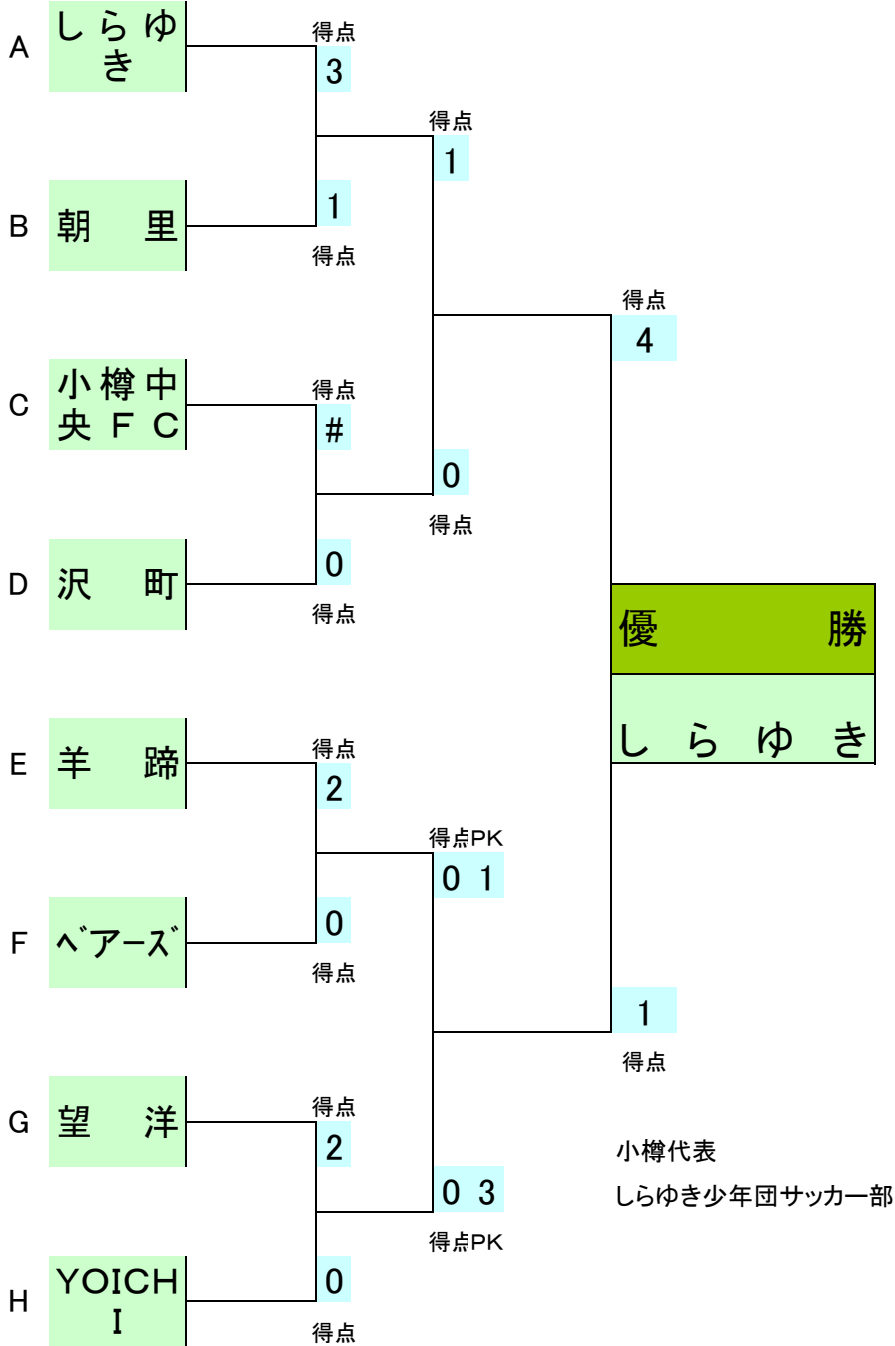 得点
A しらゆ
き
3
得点
1
B 朝 里
1
得点
得点
4
C 小樽中
央FC
得点
#
0
得点
D 沢 町
0
得点
優 勝
しらゆき
E 羊 蹄
得点
2
得点PK
0 1
F ベアーズ
0
得点
1
得点
G 望 洋
得点
2
小樽代表
0 3
しらゆき少年団サッカー部
得点PK
H YOICH
I
0
得点